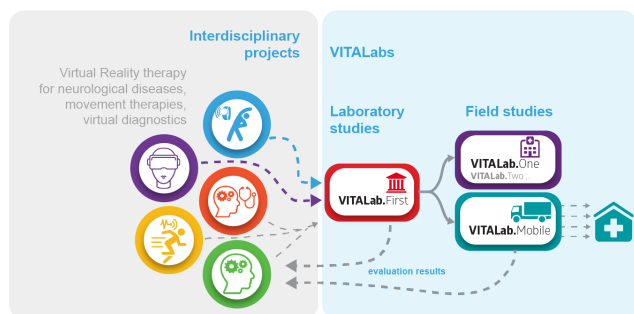 Interdisciplinary
projects
Virtual Reality therapy
for neurological diseases,
movement therapies,
virtual diagnostics
VITALabs
Laboratory
studies
Field studies
VITALab.First
VITALab.One
VITALab.Two ...
VITALab.Mobile
evaluation results